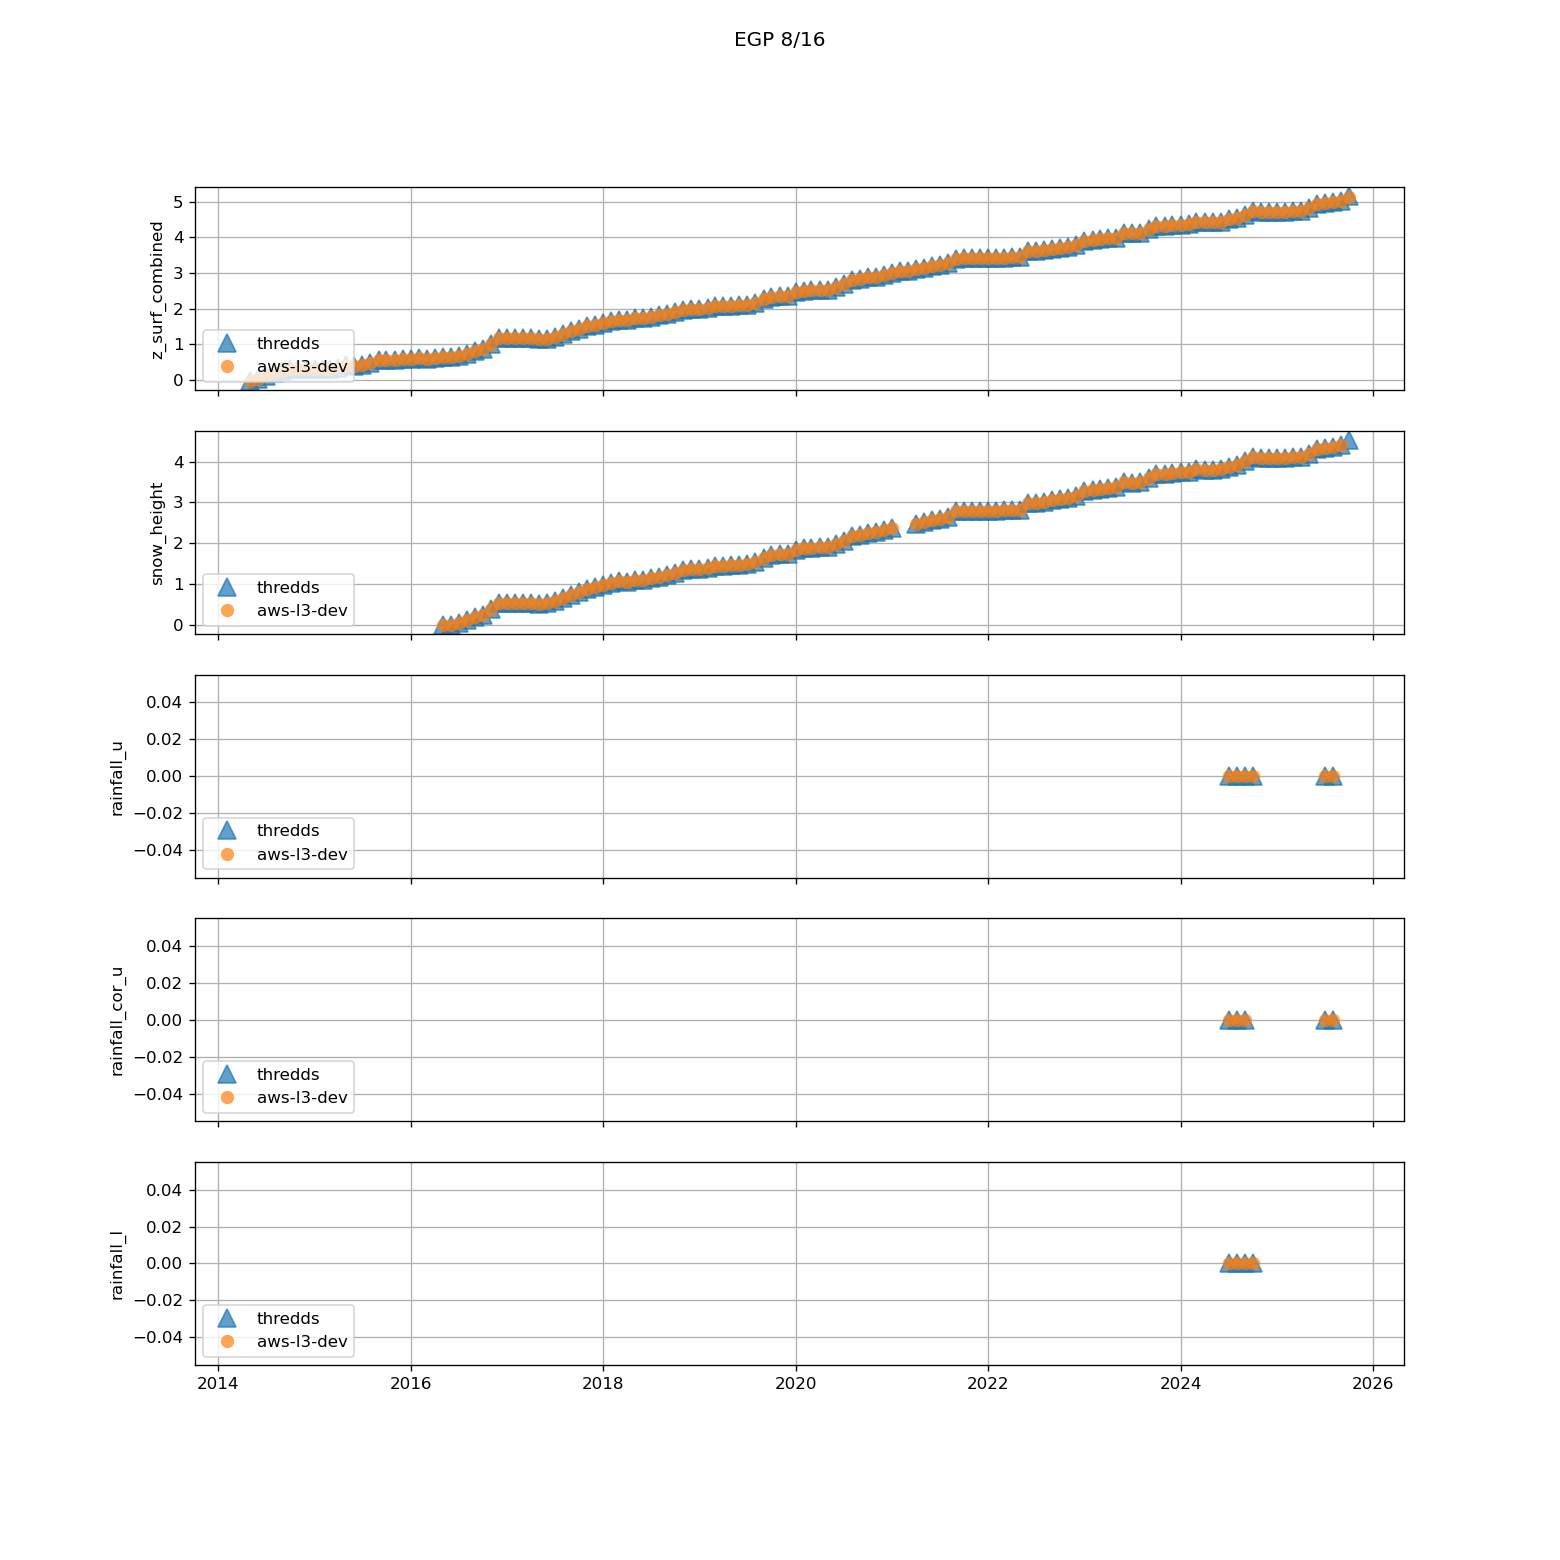 EGP 8/16
5
4
3
2
1
0
z_surf_combined
thredds
aws-l3-dev
4
3
2
1
0
snow_height
thredds
aws-l3-dev
0.04
0.02
0.00
−0.02
−0.04
rainfall_u
thredds
aws-l3-dev
0.04
0.02
0.00
−0.02
−0.04
rainfall_cor_u
thredds
aws-l3-dev
0.04
0.02
0.00
−0.02
−0.04
rainfall_l
thredds
aws-l3-dev
2014 2016 2018 2020 2022 2024 2026